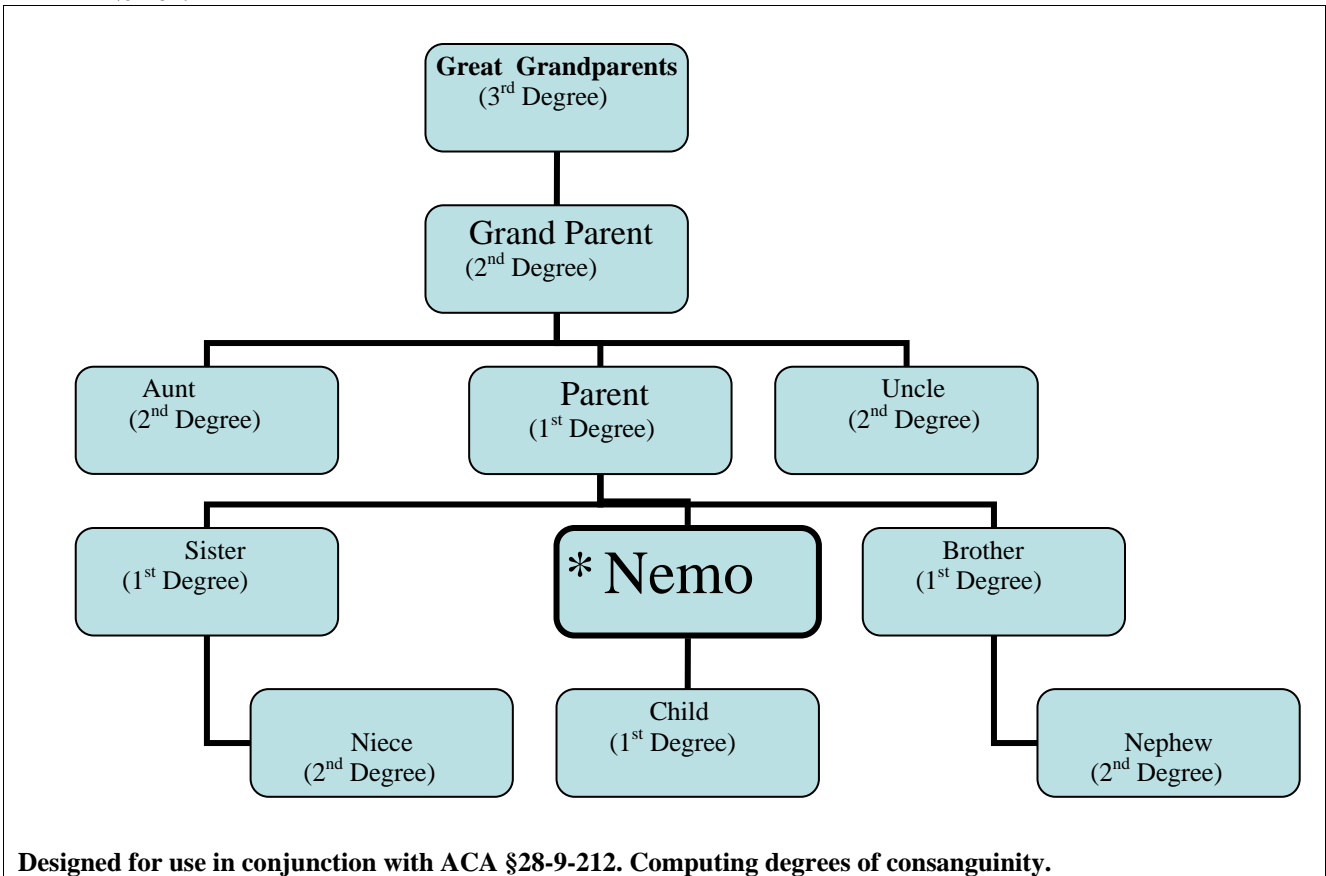 Great Grandparents
(3rd Degree)
Grand Parent
(2nd Degree)
Aunt
(2nd Degree)
Parent
(1st Degree)
Uncle
(2nd Degree)
Sister
(1st Degree)
* Nemo
Brother
(1st Degree)
Niece
(2nd Degree)
Child
(1st Degree)
Nephew
(2nd Degree)
Designed for use in conjunction with ACA §28-9-212. Computing degrees of consanguinity.